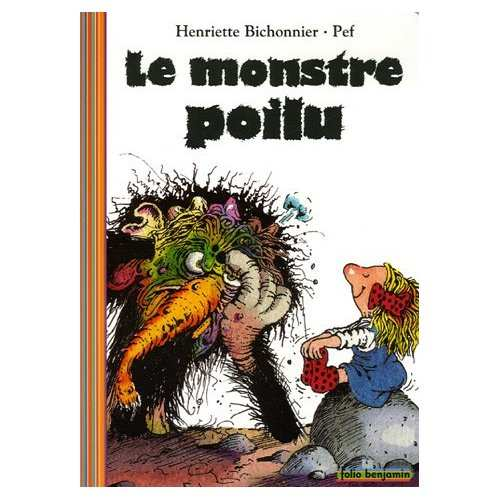 Henriette Bichonnier • Pef
Le monstre
poilu
folio benjamin